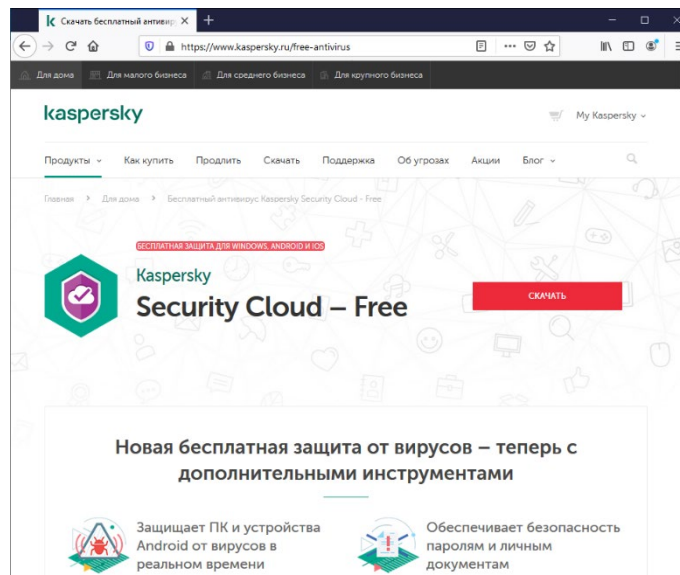 Скачать бесплатный антивир
https://www.kaspersky.ru/free-antivirus
Для дома Для малого бизнеса Для среднего бизнеса Для крупного бизнеса
kaspersky
My Kaspersky
Продукты Как купить Продлить Скачать Поддержка Об угрозах Акции Блог
Главная > Для дома > Бесплатный антивирус Kaspersky Security Cloud - Free
БЕСПЛАТНАЯ ЗАЩИТА ДЛЯ WINDOWS, ANDROID И IOS
Kaspersky
Security Cloud – Free
СКАЧАТЬ
Новая бесплатная защита от вирусов – теперь с
дополнительными инструментами
Защищает ПК и устройства
Android от вирусов в
реальном времени
Обеспечивает безопасность
паролям и личным
документам